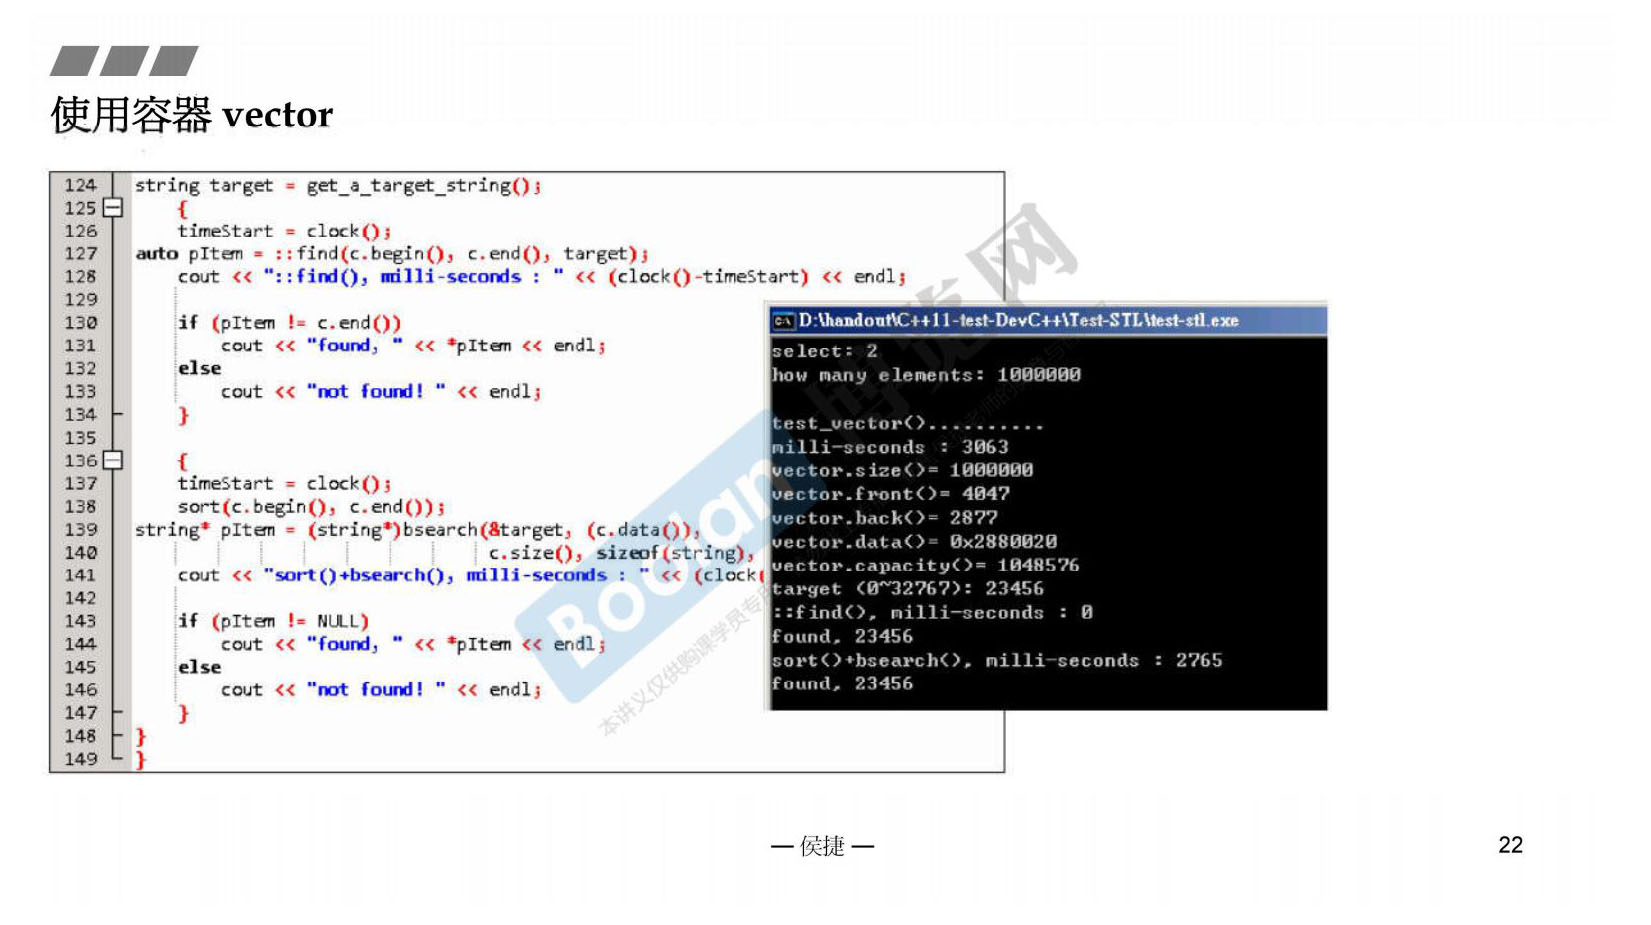 使用容器 vector
124 string target = get_a_target_string();
125 {
126 timeStart = clock();
127 auto pItem = ::find(c.begin(), c.end(), target);
128 cout << "::find(), milli-seconds : " << (clock()-timeStart) << endl;
129
130 if (pItem != c.end())
131 cout << "found, " << *pItem << endl;
132 else
133 cout << "not found! " << endl;
134 }
135
136 {
137 timeStart = clock();
138 sort(c.begin(), c.end());
139 string* pItem = (string*)bsearch(&target, (c.data()),
140 c.size(), sizeof(string),
141 cout << "sort()+bsearch(), milli-seconds : " << (clock(
142
143 if (pItem != NULL)
144 cout << "found, " << *pItem << endl;
145 else
146 cout << "not found! " << endl;
147 }
148 }
149 }
D:\handout\C++11-test-DevC++\Test-STL\test-stl.exe
select: 2
how many elements: 1000000
test_vector()..........
milli-seconds : 3063
vector.size()= 1000000
vector.front()= 4047
vector.back()= 2877
vector.data()= 0x2880020
vector.capacity()= 1048576
target (0~32767): 23456
::find(), milli-seconds : 0
found, 23456
sort()+bsearch(), milli-seconds : 2765
found, 23456
Boolan 博览网
本讲义仅供购课学员专用
— 侯捷 —
22